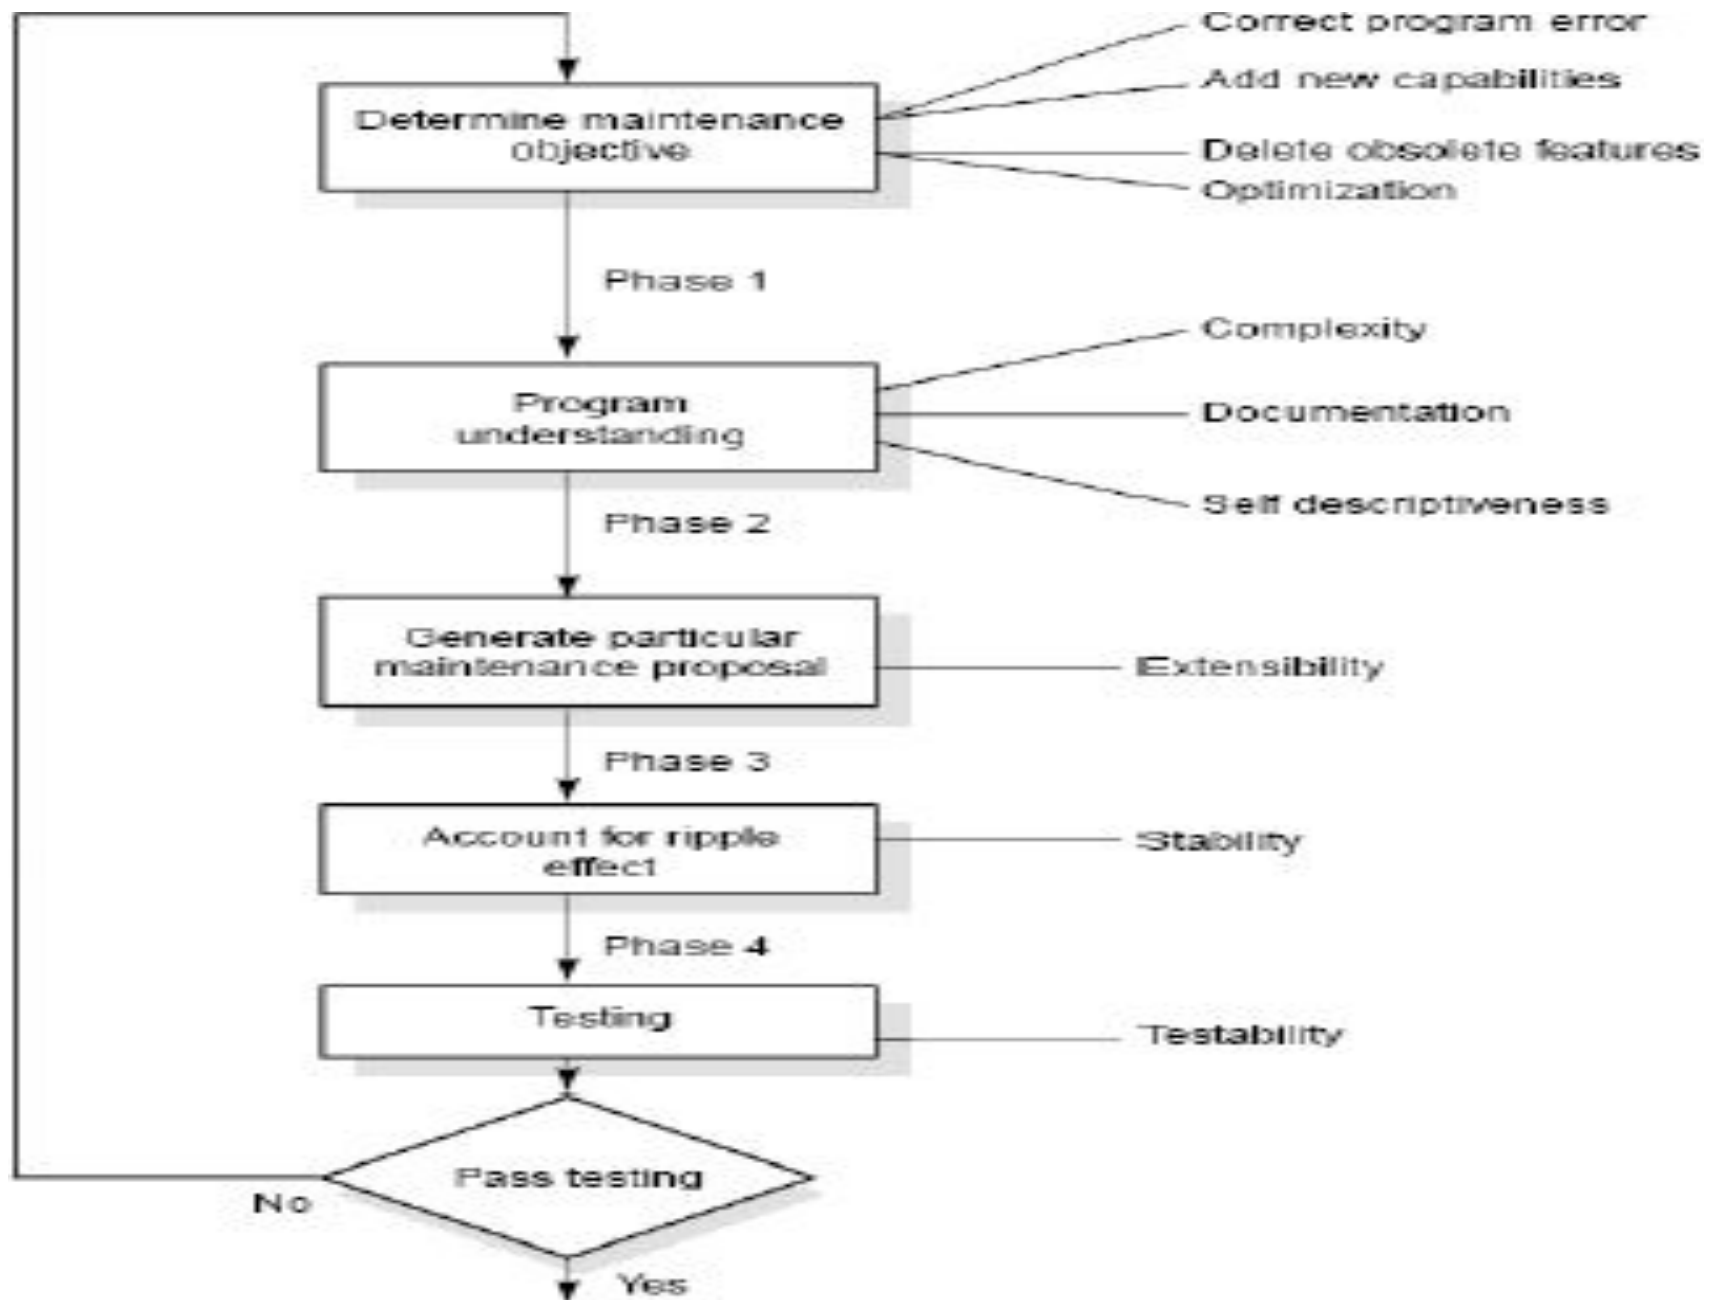 Correct program error
Add new capabilities
Determine maintenance
objective
Delete obsolete features
Optimization
Phase 1
Complexity
Program
understanding
Documentation
Self descriptiveness
Phase 2
Generate particular
maintenance proposal
Extensibility
Phase 3
Account for ripple
effect
Stability
Phase 4
Testing
Testability
Pass testing
No
Yes